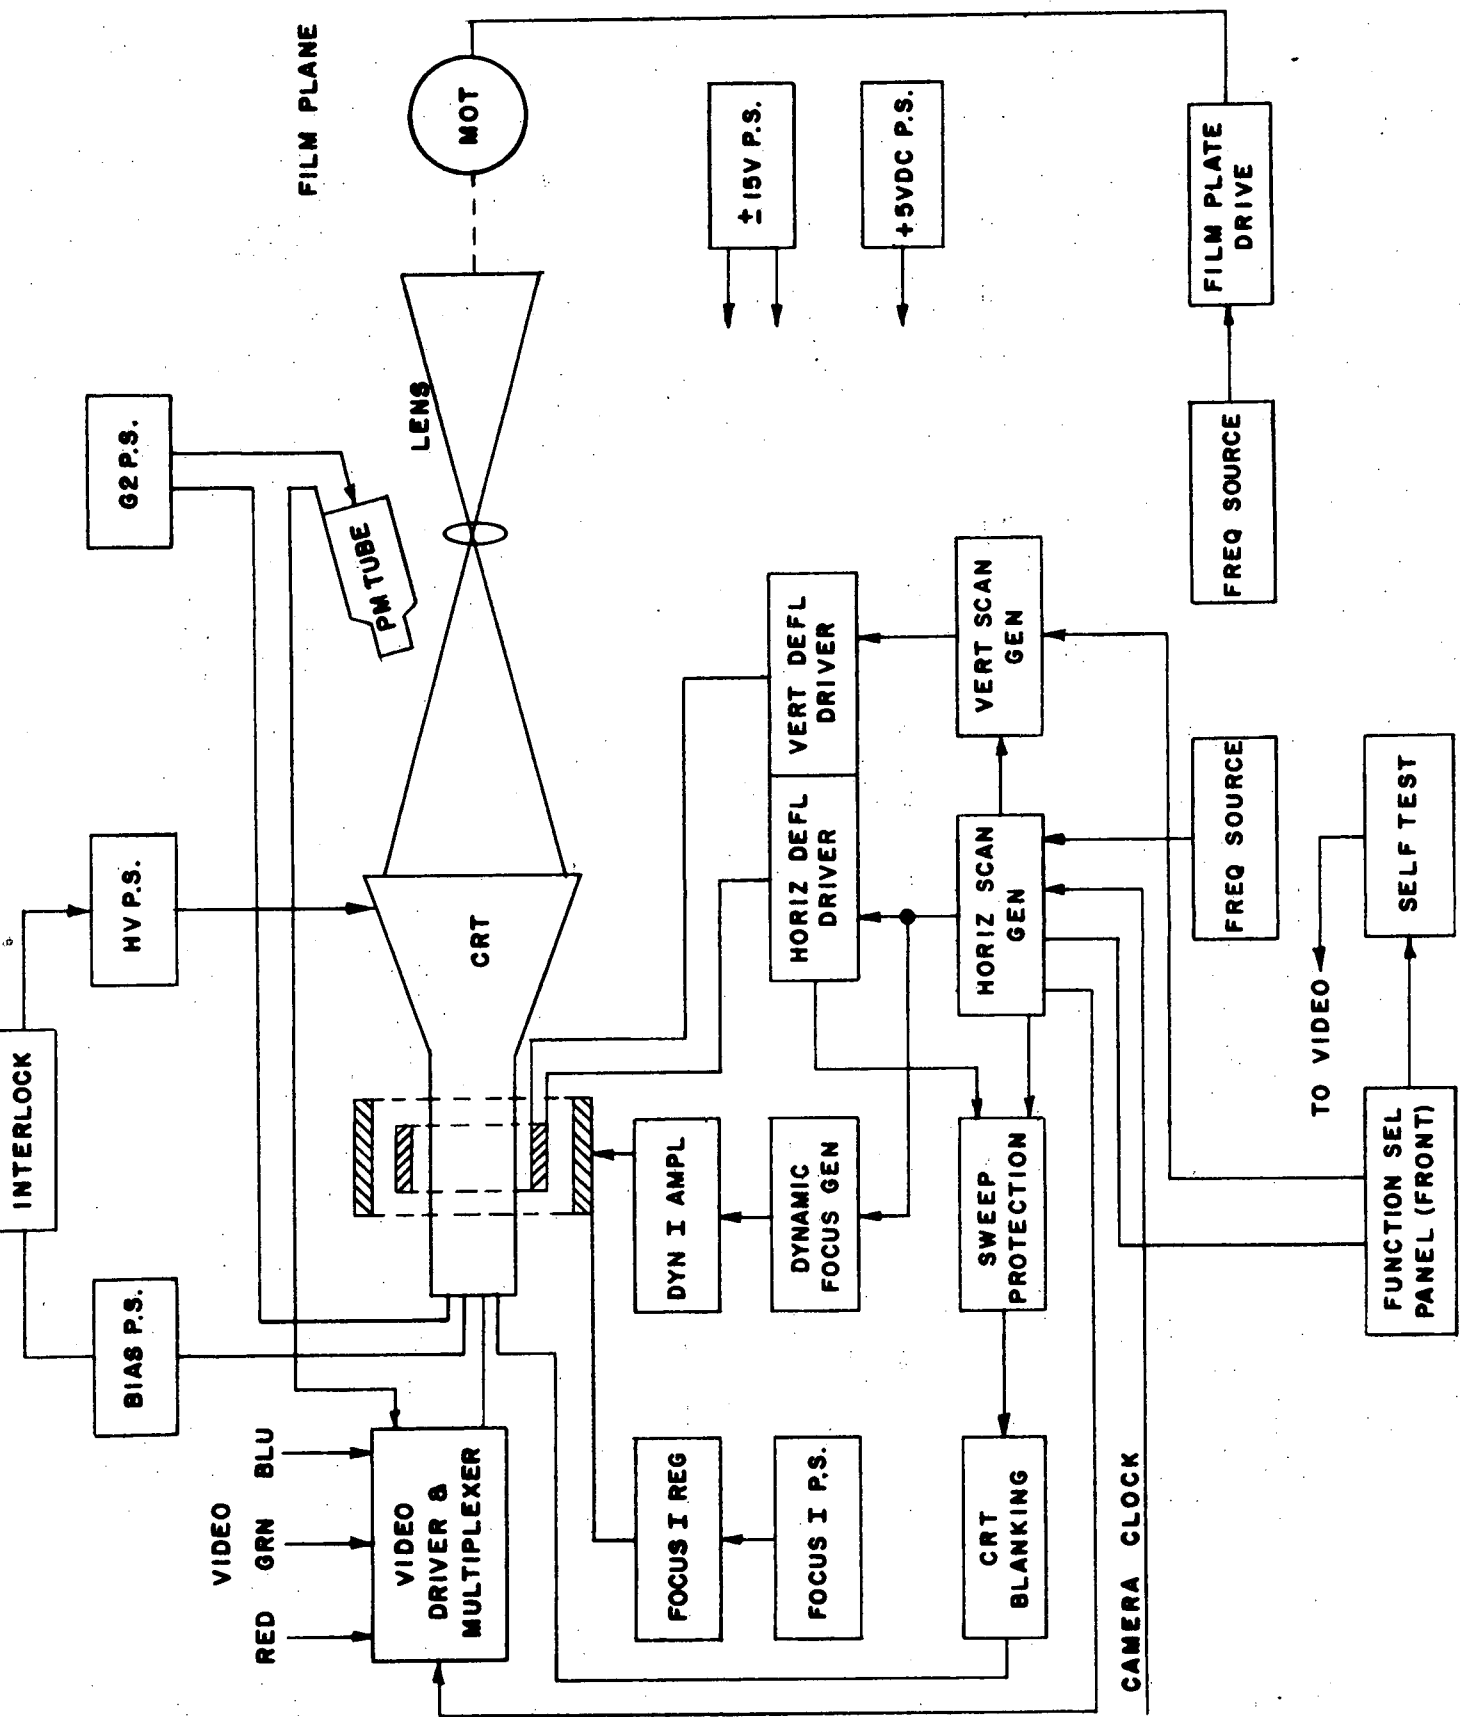 INTERLOCK
BIAS P.S.
HV P.S.
G2 P.S.
FILM PLANE
VIDEO
RED GRN BLU
VIDEO
DRIVER &
MULTIPLEXER
CRT
PM TUBE
LENS
MOT
FOCUS I REG
DYN I AMPL
FOCUS I P.S.
DYNAMIC
FOCUS GEN
HORIZ DEFL
DRIVER
VERT DEFL
DRIVER
± 15V P.S.
+5VDC P.S.
CRT
BLANKING
SWEEP
PROTECTION
HORIZ SCAN
GEN
VERT SCAN
GEN
CAMERA CLOCK
FREQ SOURCE
FREQ SOURCE
FILM PLATE
DRIVE
TO VIDEO
FUNCTION SEL
PANEL (FRONT)
SELF TEST